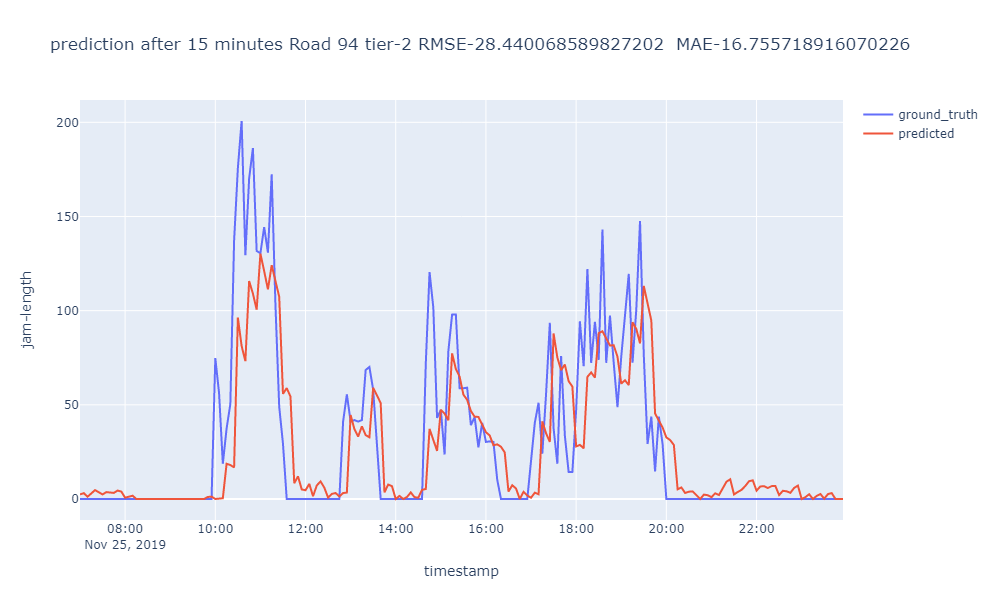 prediction after 15 minutes Road 94 tier-2 RMSE-28.440068589827202  MAE-16.755718916070226
ground_truth
predicted
jam-length
200
150
100
50
0
08:00 10:00 12:00 14:00 16:00 18:00 20:00 22:00
Nov 25, 2019
timestamp